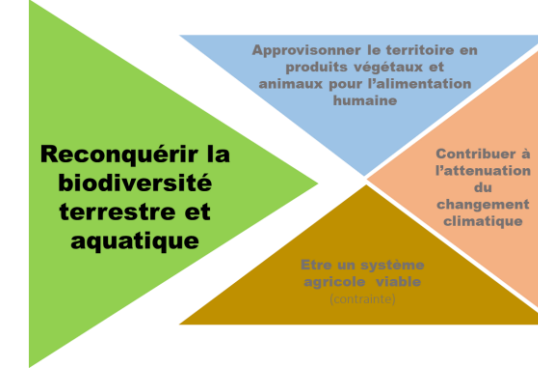 Reconquérir la
biodiversité
terrestre et
aquatique
Approvisonner le territoire en
produits végétaux et
animaux pour l'alimentation
humaine
Contribuer à
l'attenuation
du
changement
climatique
Etre un système
agricole viable
(contrainte)